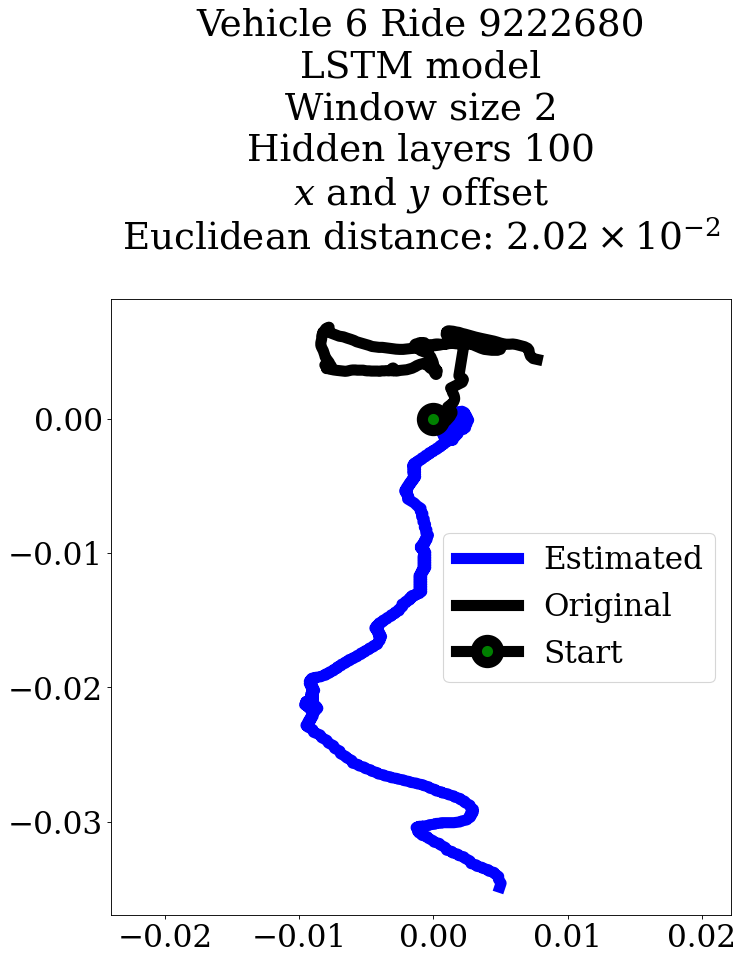 Vehicle 6 Ride 9222680
LSTM model
Window size 2
Hidden layers 100
x and y offset
Euclidean distance: 2.02 × 10⁻²
0.00
−0.01
−0.02
−0.03
Estimated
Original
Start
−0.02 −0.01 0.00 0.01 0.02